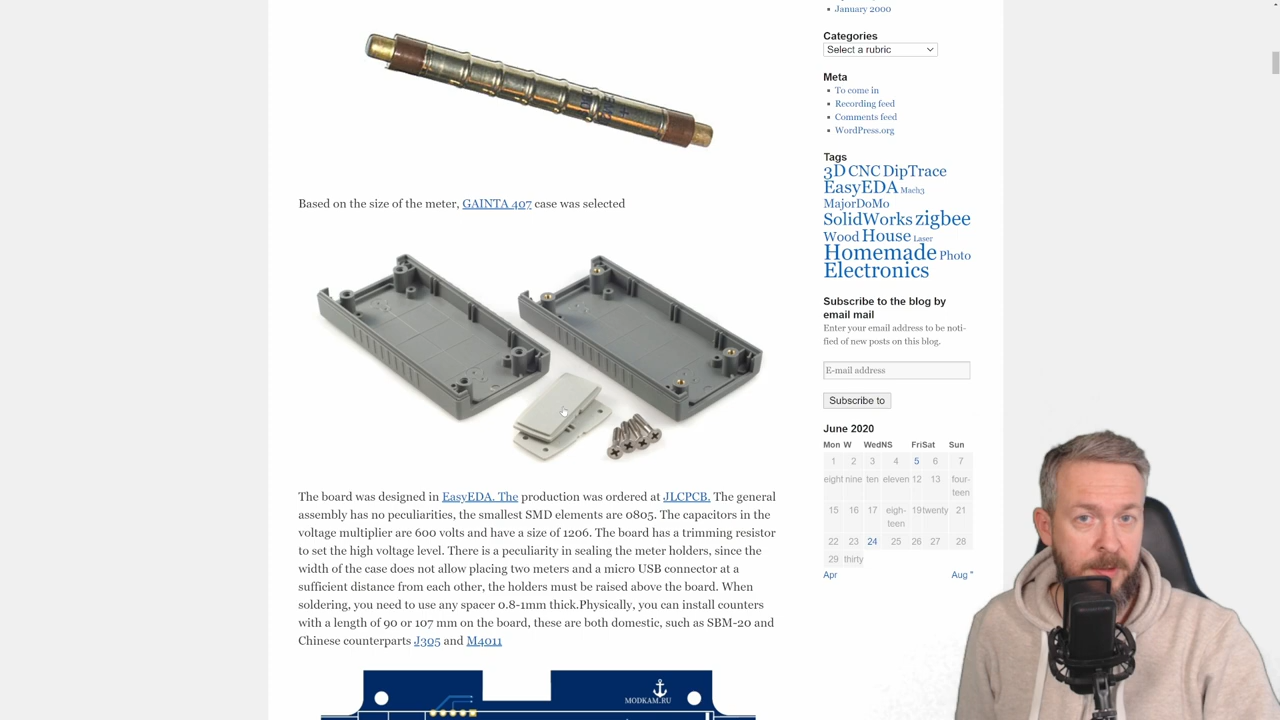 January 2000
Categories
Select a rubric
Meta
To come in
Recording feed
Comments feed
WordPress.org
Tags
3D CNC DipTrace
EasyEDA Mach3
MajorDoMo
SolidWorks zigbee
Wood House Laser
Homemade Photo
Electronics
Subscribe to the blog by
email mail
Enter your email address to be noti-
fied of new posts on this blog.
E-mail address
Subscribe to
June 2020
Mon W WedNS FriSat Sun
1 2 3 4 5 6 7
eight nine ten eleven 12 13 four-
teen
15 16 17 eigh- 19twenty 21
teen
22 23 24 25 26 27 28
29 thirty
Apr Aug "
Based on the size of the meter, GAINTA 407 case was selected
The board was designed in EasyEDA. The production was ordered at JLCPCB. The general
assembly has no peculiarities, the smallest SMD elements are 0805. The capacitors in the
voltage multiplier are 600 volts and have a size of 1206. The board has a trimming resistor
to set the high voltage level. There is a peculiarity in sealing the meter holders, since the
width of the case does not allow placing two meters and a micro USB connector at a
sufficient distance from each other, the holders must be raised above the board. When
soldering, you need to use any spacer 0.8-1mm thick.Physically, you can install counters
with a length of 90 or 107 mm on the board, these are both domestic, such as SBM-20 and
Chinese counterparts J305 and M4011
MODKAM.RU